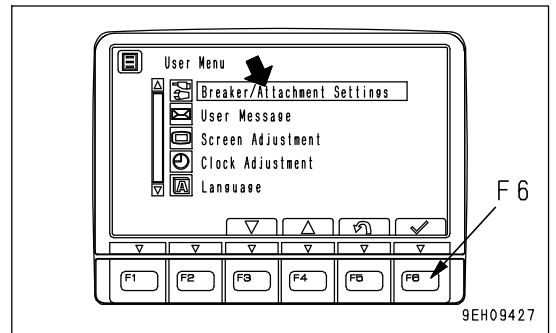 User Menu
Breaker/Attachment Settings
User Message
Screen Adjustment
Clock Adjustment
A Language
F6
F1 F2 F3 F4 F5 F6
9EH09427